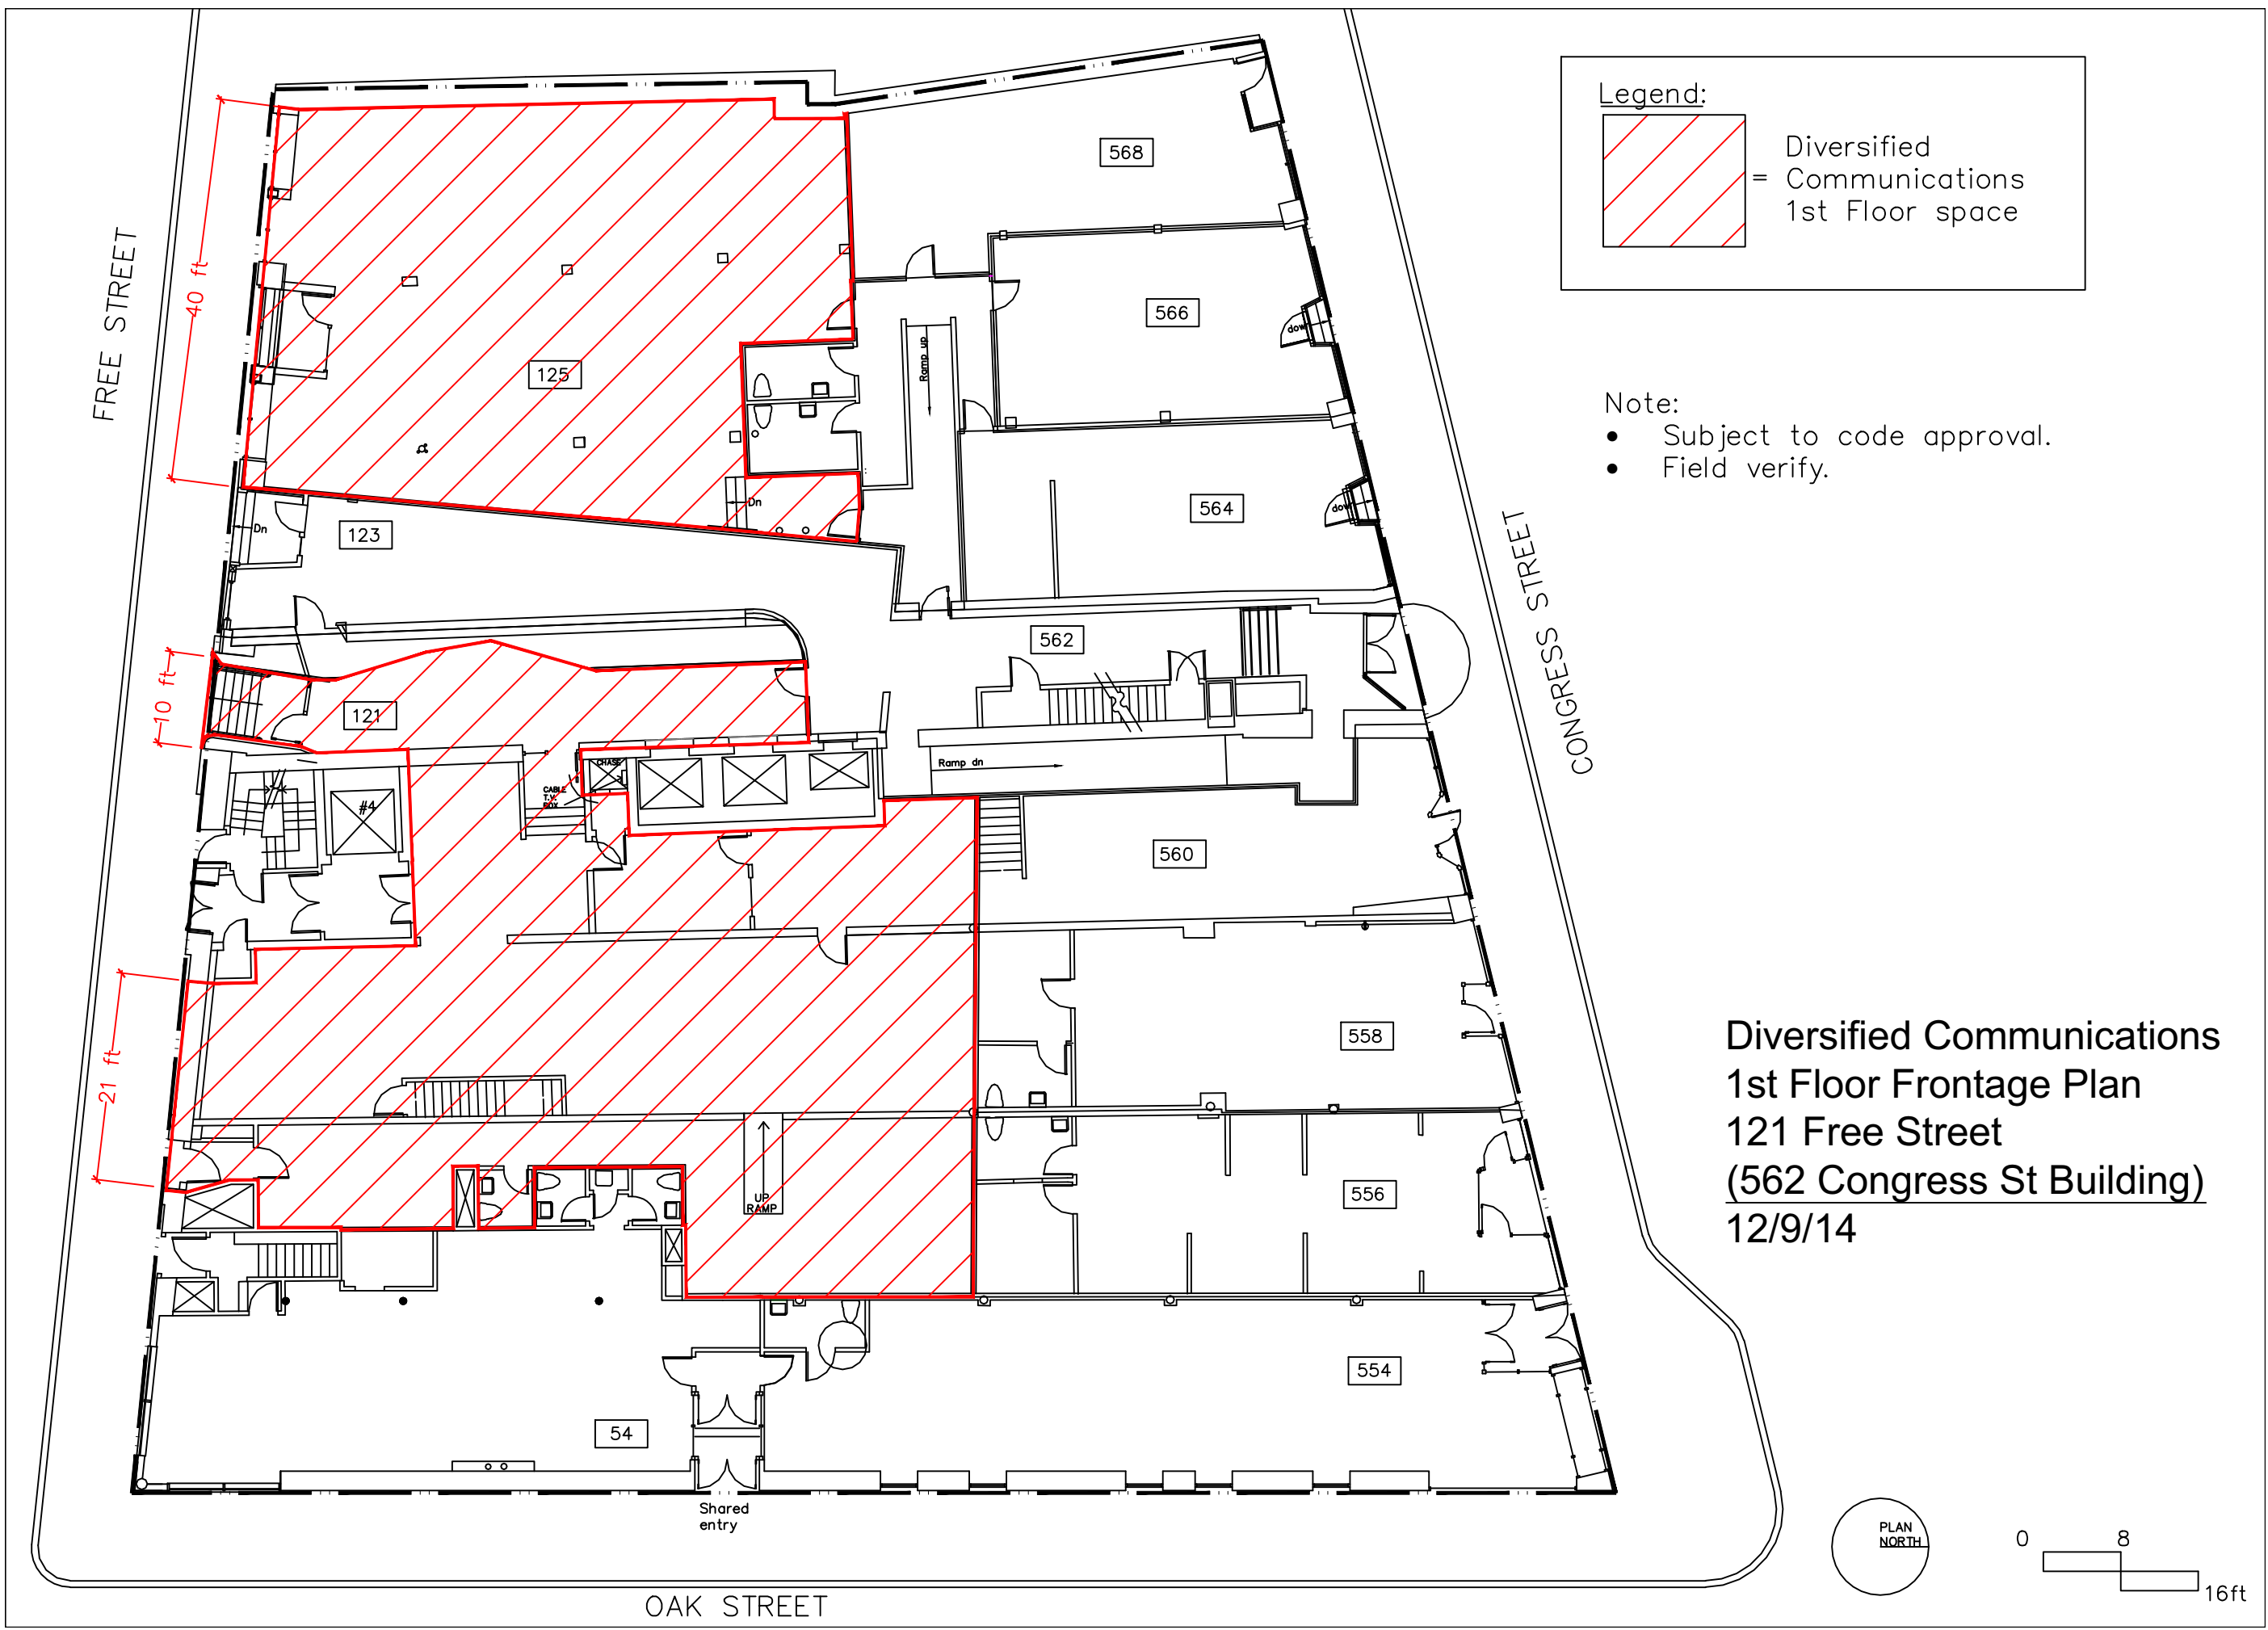 Legend:
Diversified
= Communications
1st Floor space
Note:
• Subject to code approval.
• Field verify.
FREE STREET
40 ft
10 ft
21 ft
CONGRESS STREET
568
566
down
Ramp up
125
564
down
Dn
Dn
123
562
121
CHASE
CABLE
T.V.
BOX
Ramp dn
#4
560
558
556
UP
RAMP
554
54
Shared
entry
OAK STREET
Diversified Communications
1st Floor Frontage Plan
121 Free Street
(562 Congress St Building)
12/9/14
PLAN
NORTH
0 8
16ft